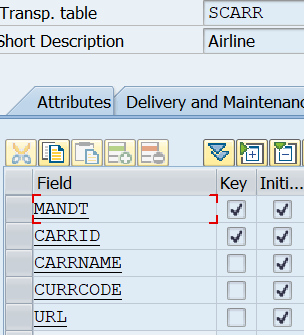 Transp. table SCARR
Short Description Airline
Attributes Delivery and Maintenanc
Field Key Initi...
MANDT
CARRID
CARRNAME
CURRCODE
URL